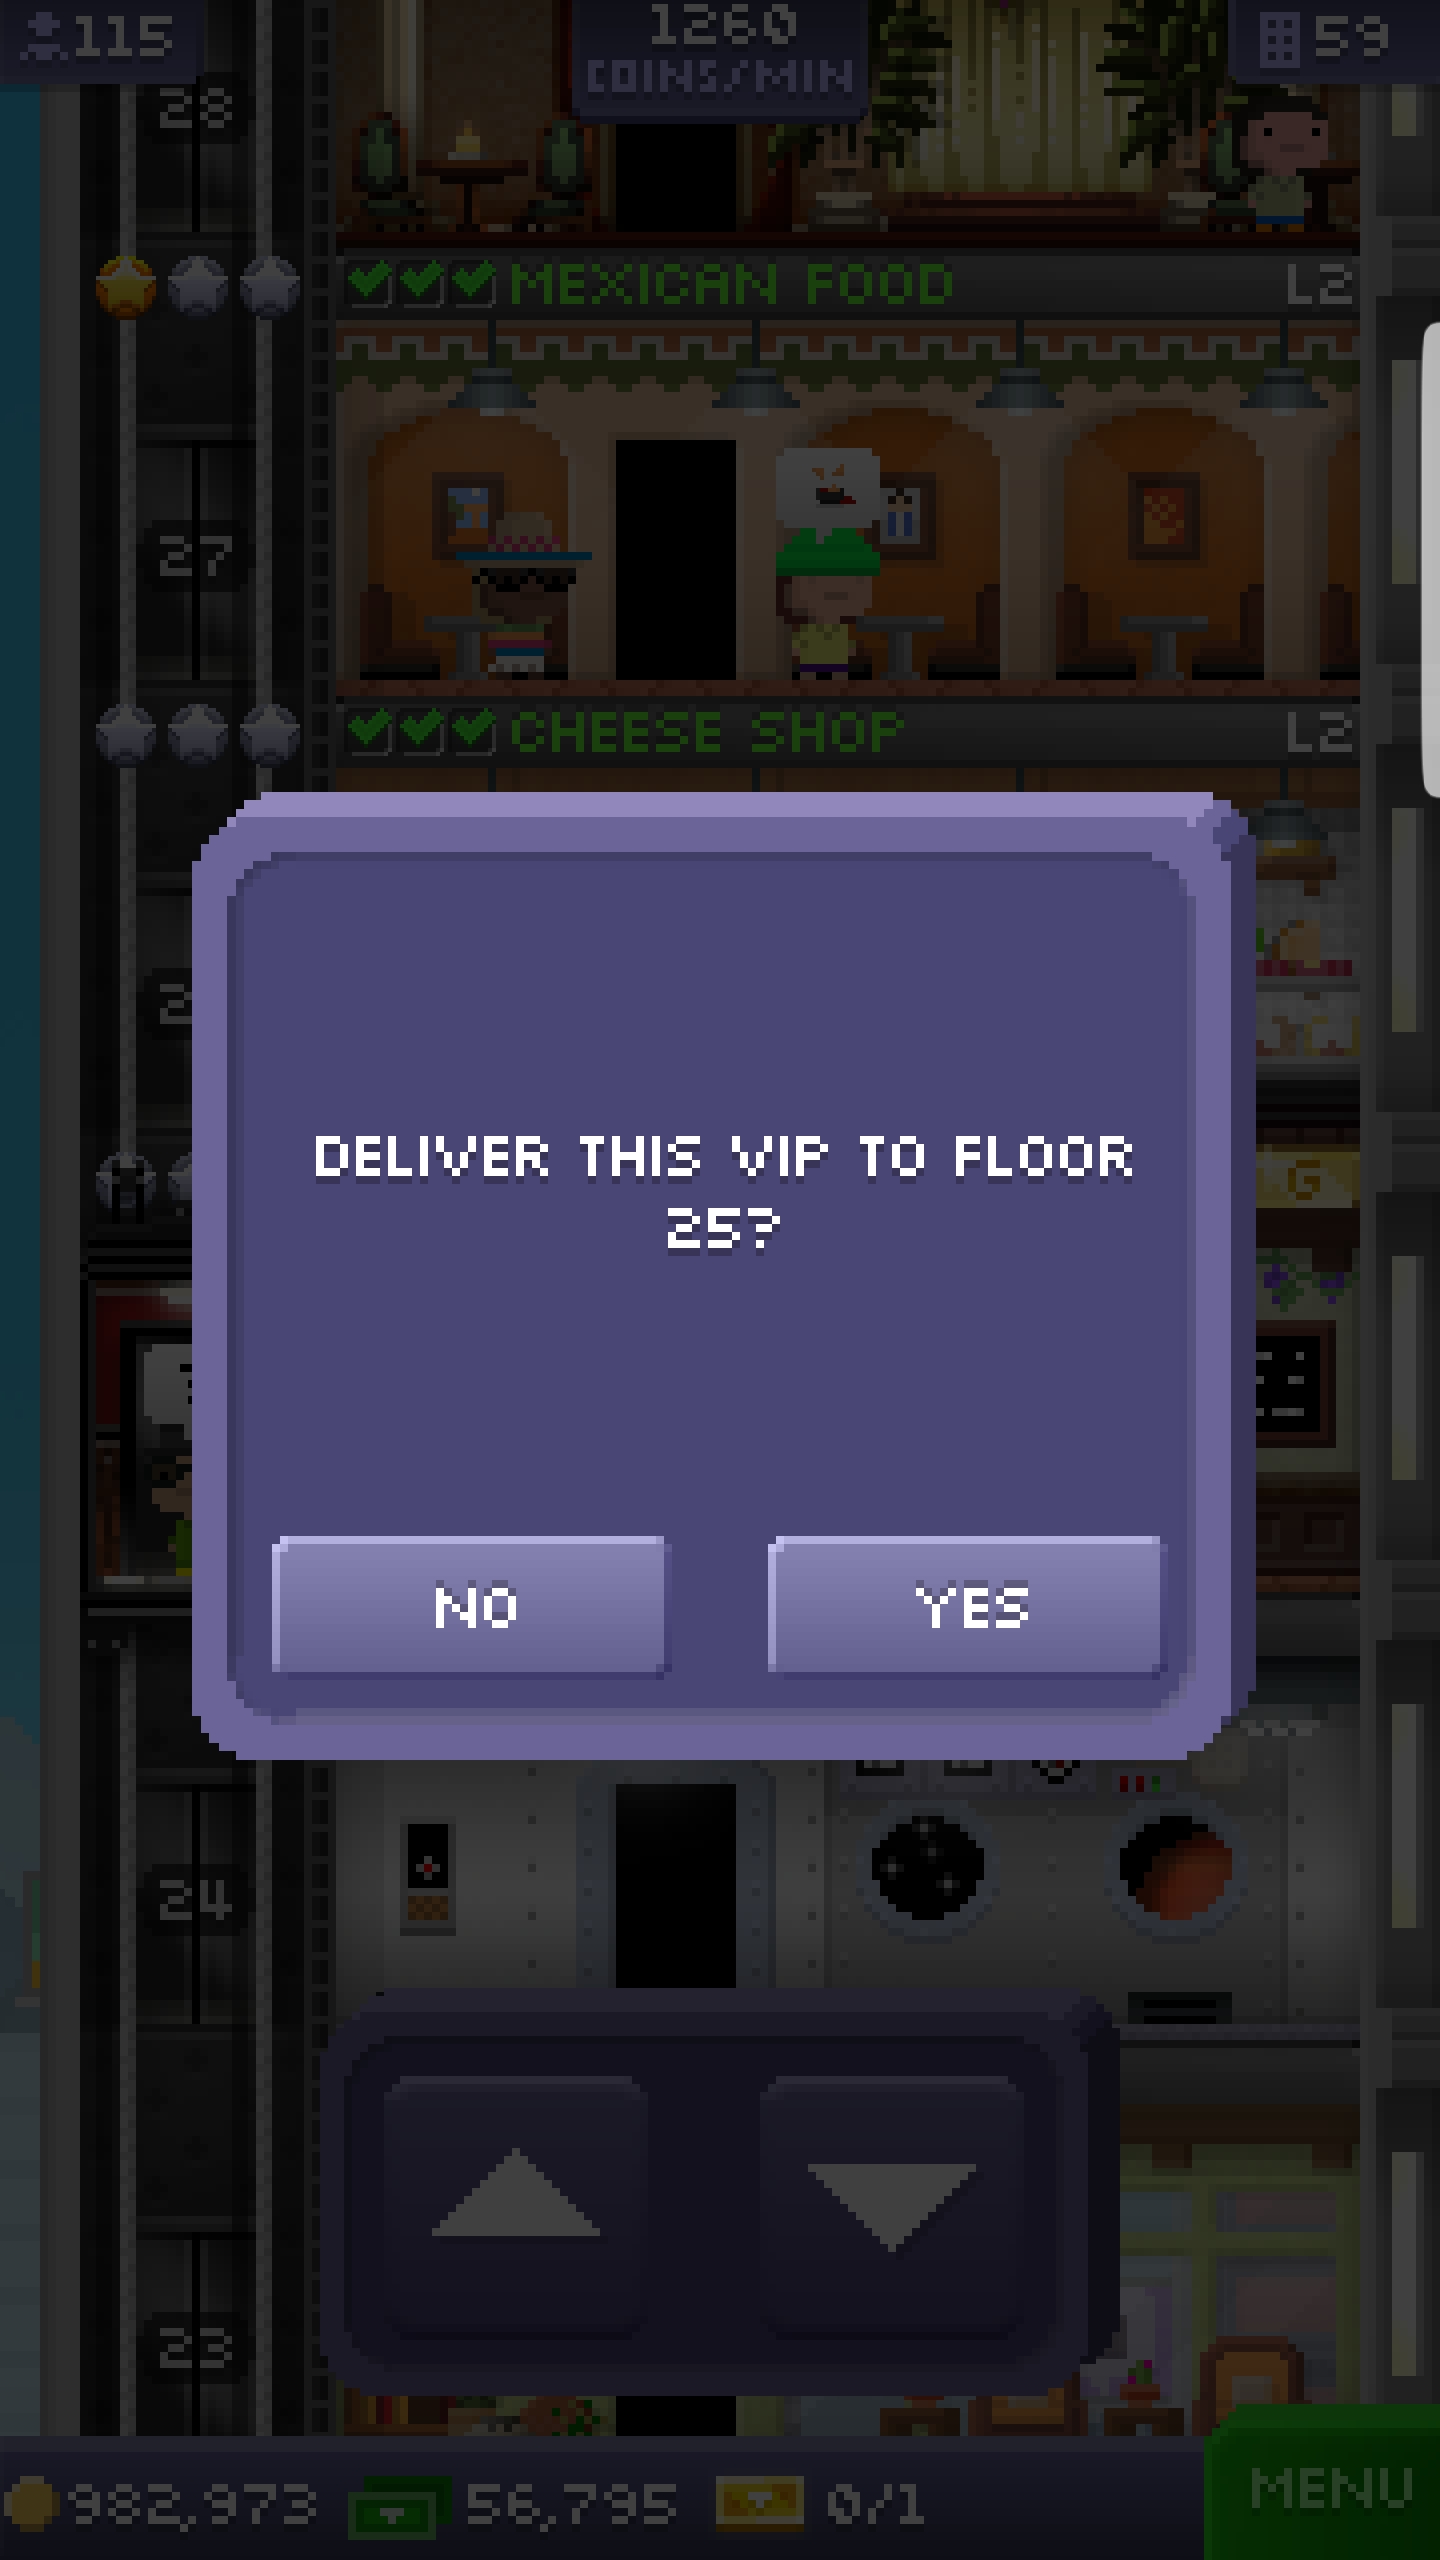 115
1260
COINS/MIN
59
28
MEXICAN FOOD L2
27
CHEESE SHOP L2
2
G
DELIVER THIS VIP TO FLOOR
25?
NO YES
24
23
982,973 56,795 0/1 MENU